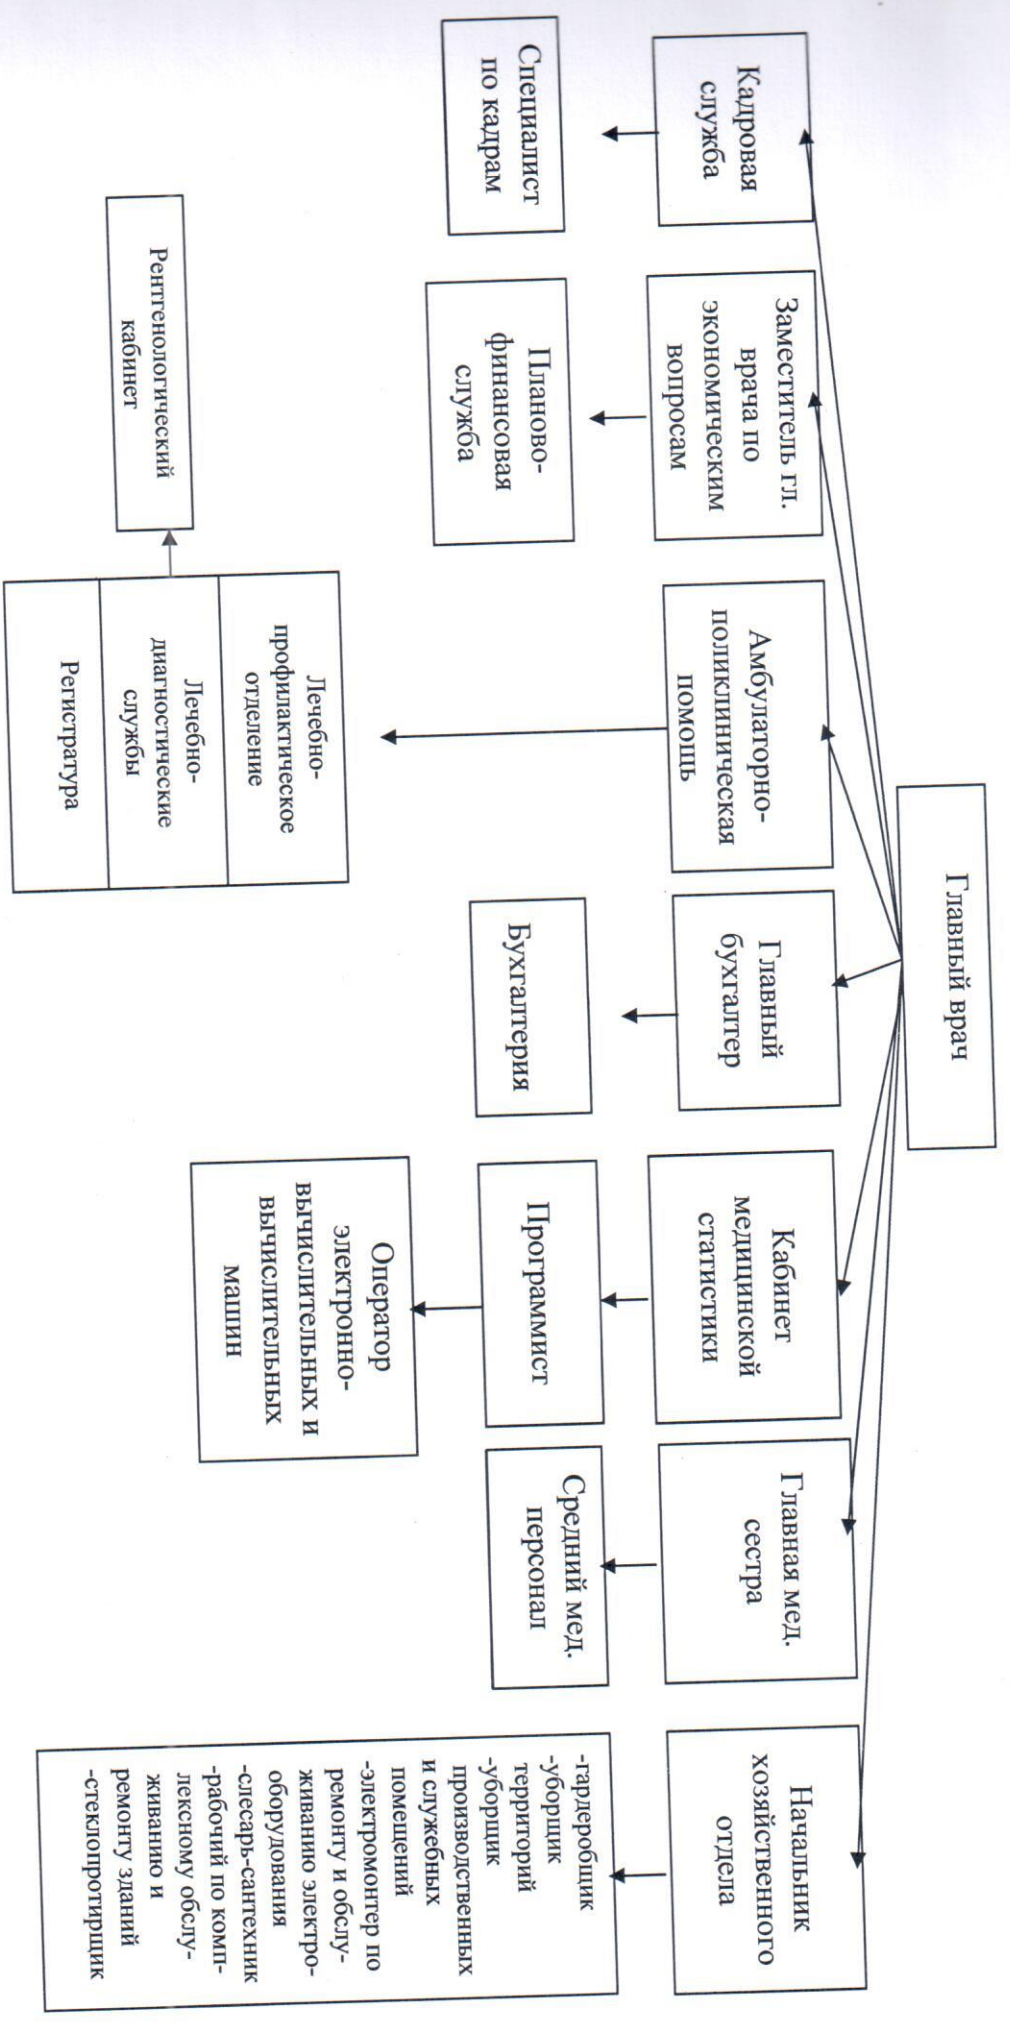 Главный врач
Кадровая
служба
Заместитель гл.
врача по
экономическим
вопросам
Амбулаторно-
поликлиническая
помощь
Главный
бухгалтер
Кабинет
медицинской
статистики
Главная мед.
сестра
Начальник
хозяйственного
отдела
Специалист
по кадрам
Планово-
финансовая
служба
Бухгалтерия
Программист
Средний мед.
персонал
-гардеробщик
-уборщик
территорий
-уборщик
производственных
и служебных
помещений
-электромонтер по
ремонту и обслу-
живанию электро-
оборудования
-слесарь-сантехник
-рабочий по комп-
лексному обслу-
живанию и
ремонту зданий
-стеклопротирщик
Оператор
электронно-
вычислительных и
вычислительных
машин
Лечебно-
профилактическое
отделение
Лечебно-
диагностические
службы
Регистратура
Рентгенологический
кабинет